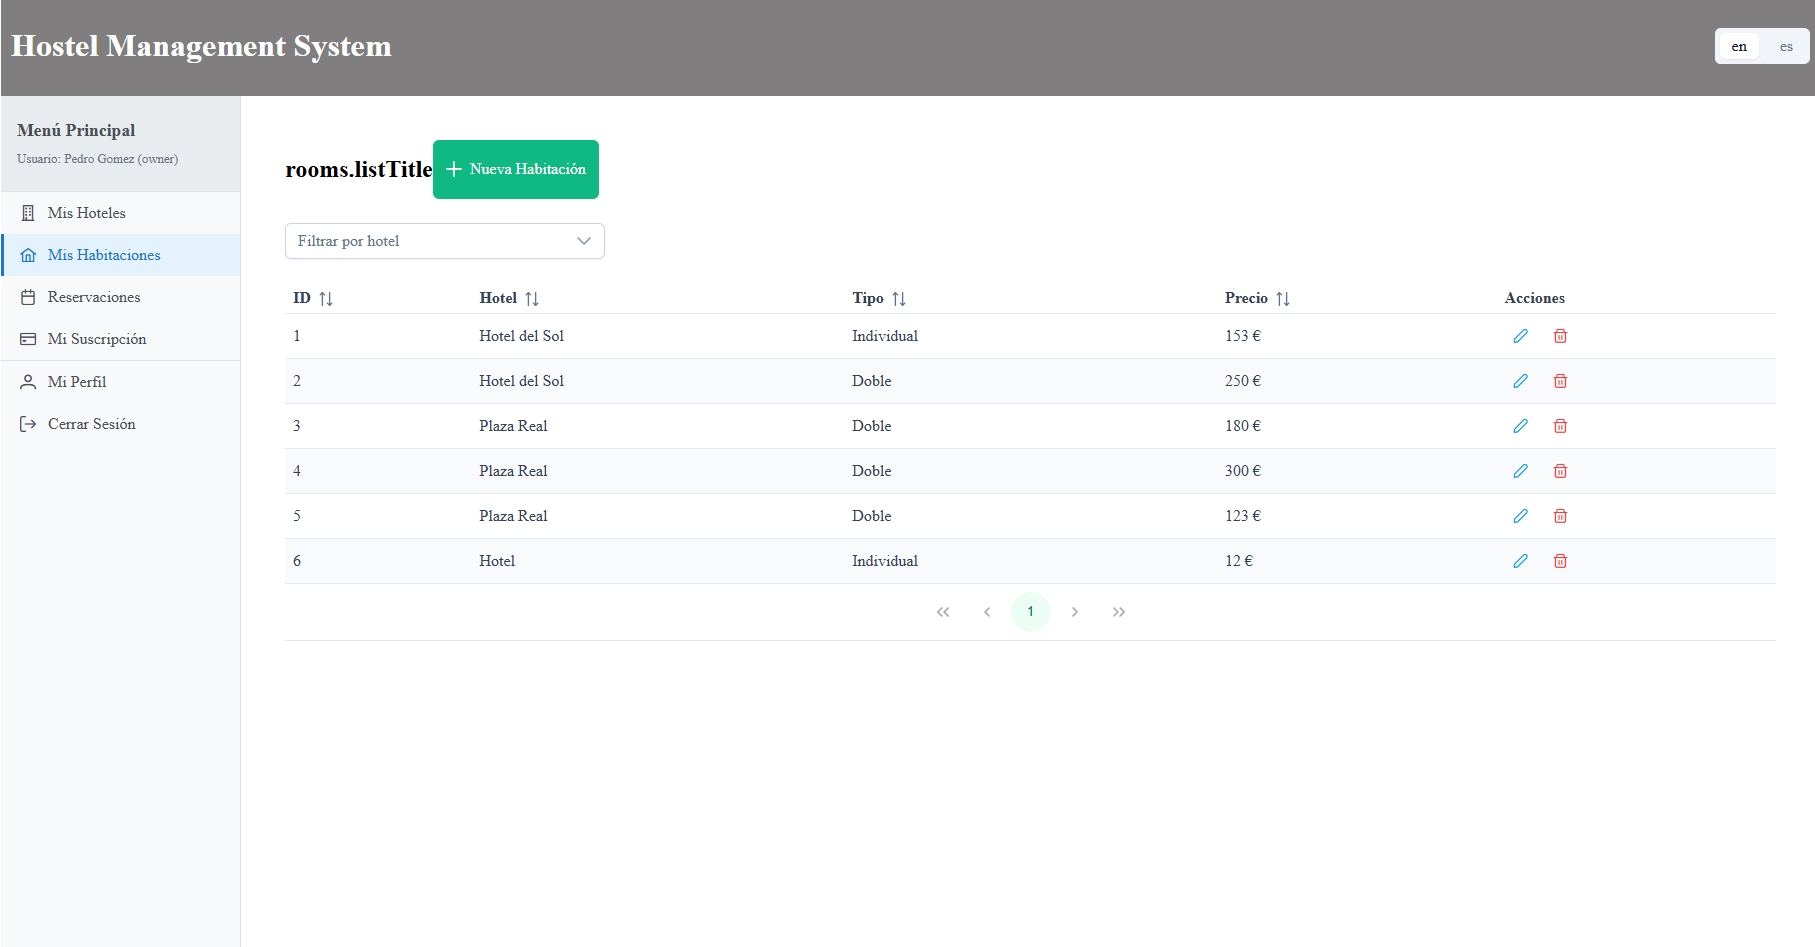 Hostel Management System
en es
Menú Principal
Usuario: Pedro Gomez (owner)
Mis Hoteles
Mis Habitaciones
Reservaciones
Mi Suscripción
Mi Perfil
Cerrar Sesión
rooms.listTitle
Nueva Habitación
Filtrar por hotel
ID Hotel Tipo Precio Acciones
1 Hotel del Sol Individual 153 €
2 Hotel del Sol Doble 250 €
3 Plaza Real Doble 180 €
4 Plaza Real Doble 300 €
5 Plaza Real Doble 123 €
6 Hotel Individual 12 €
1